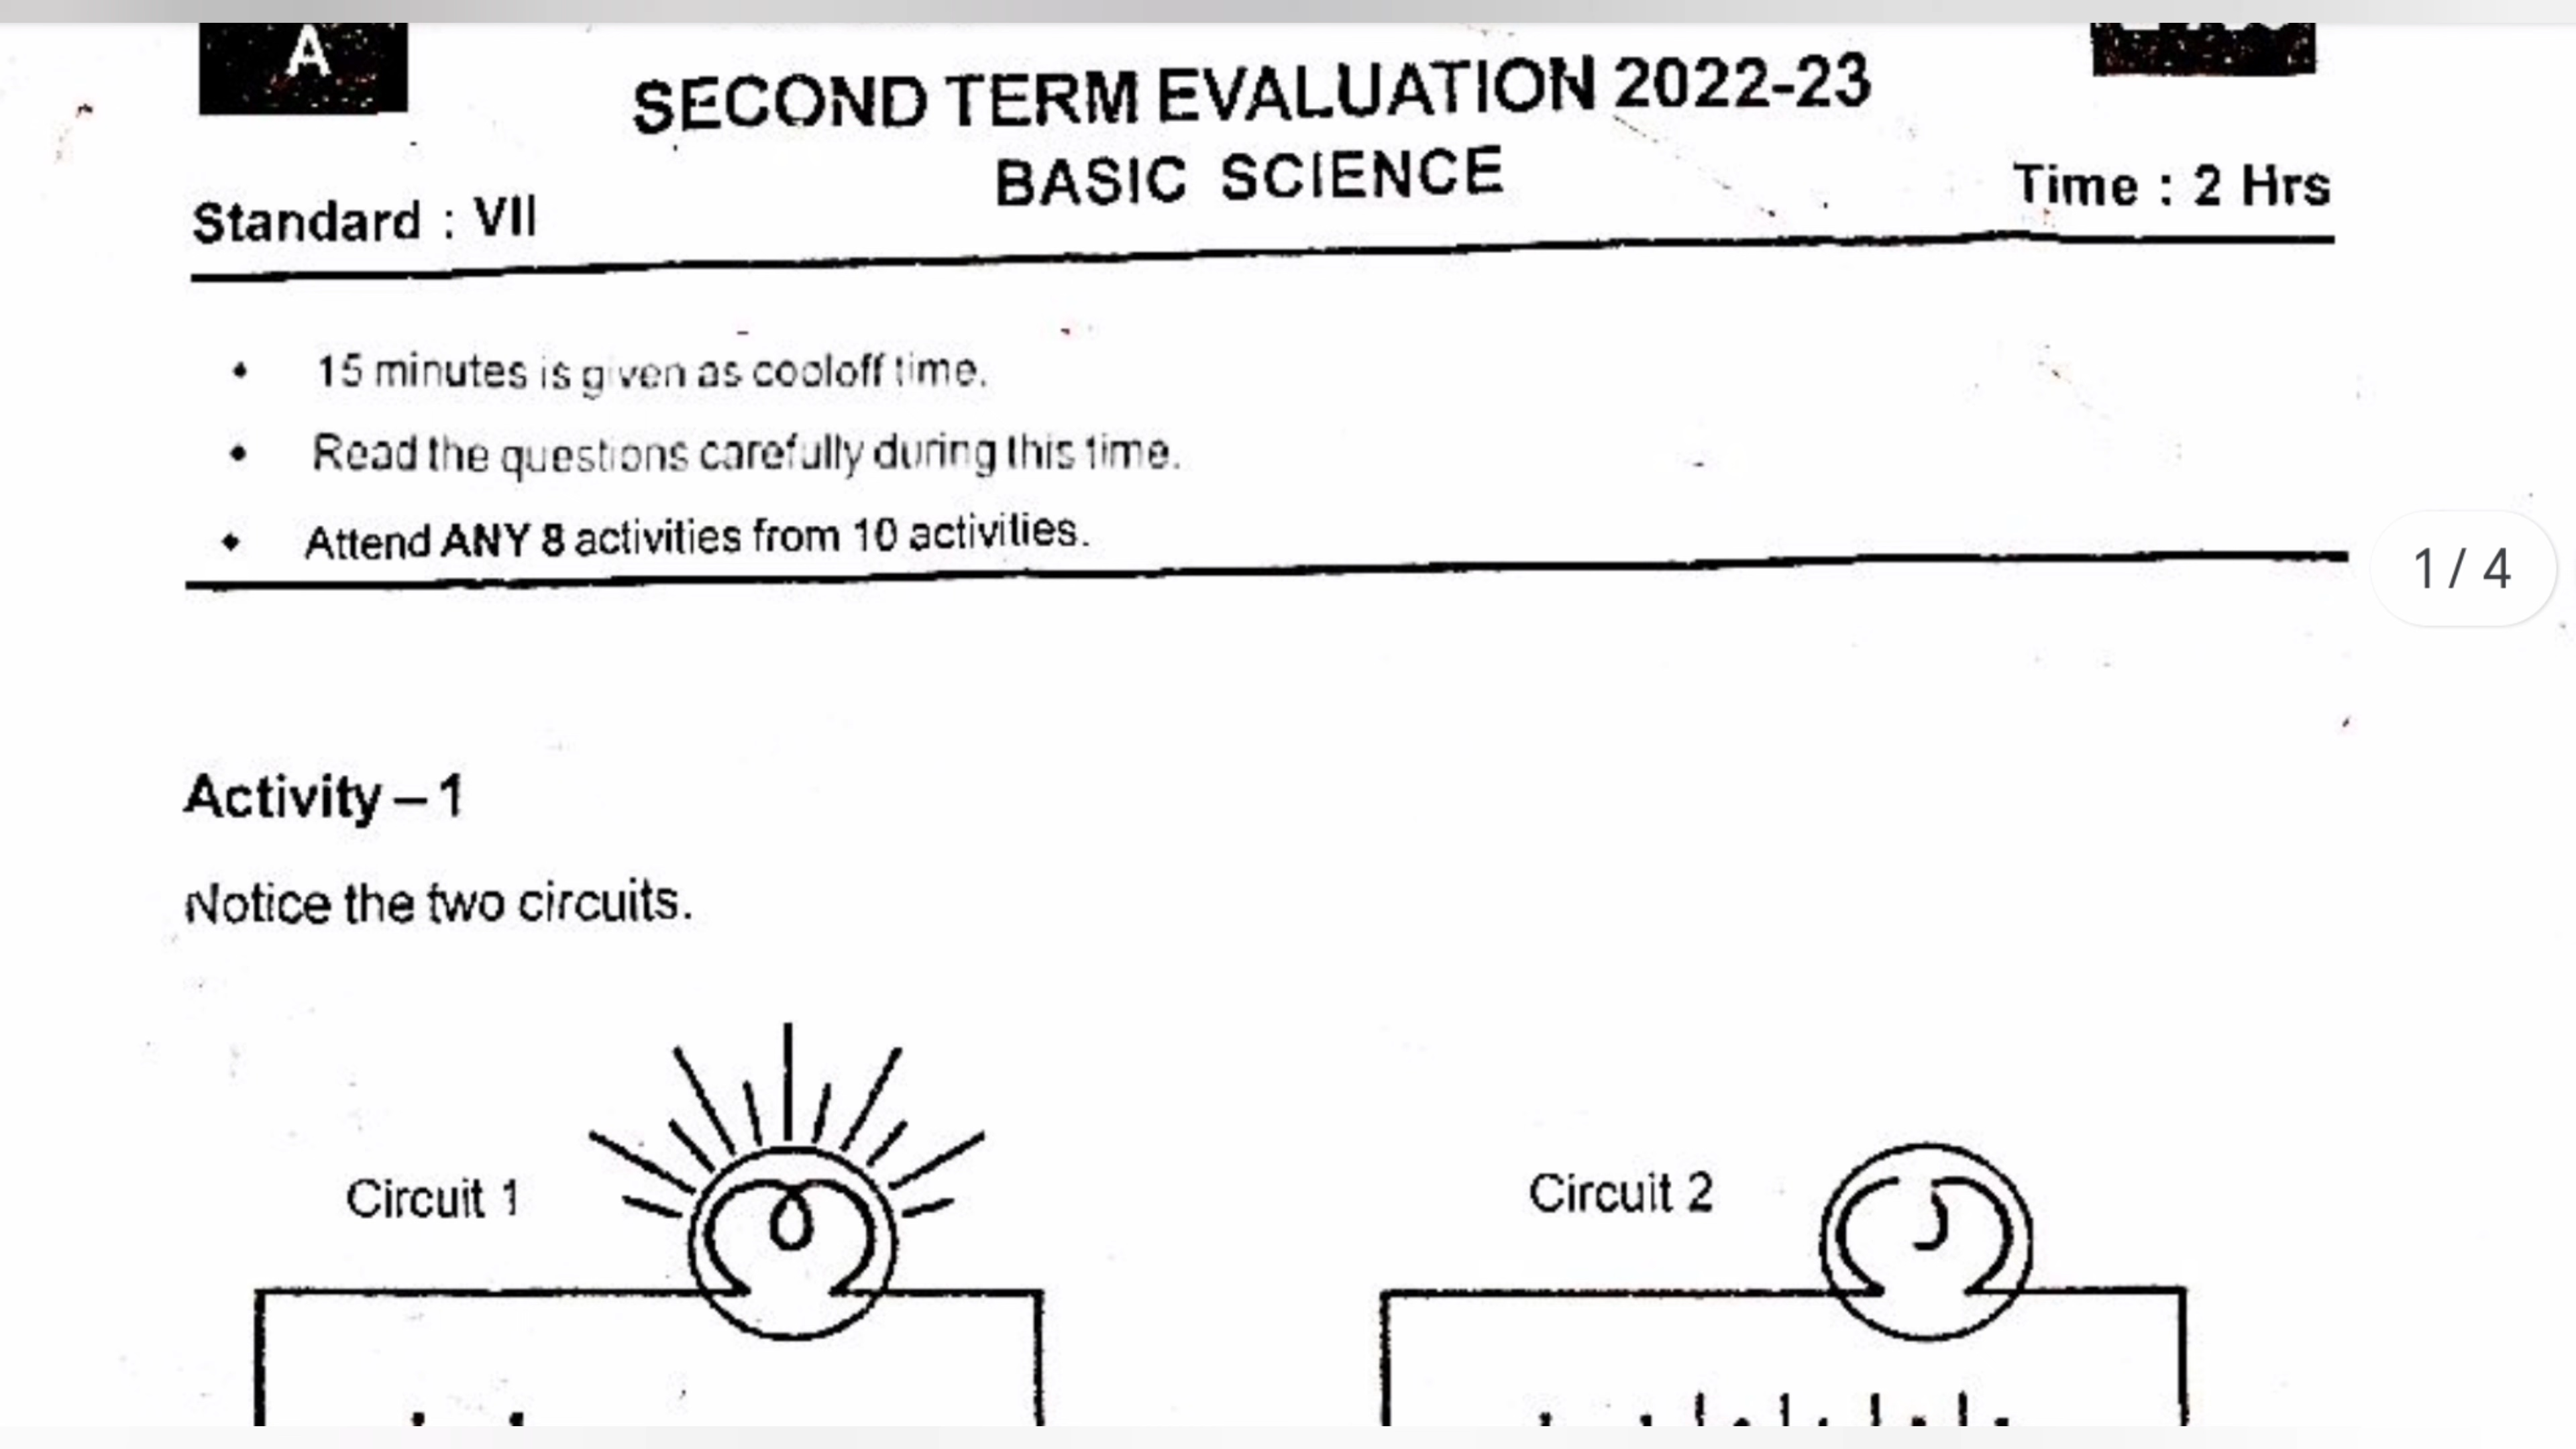 A
SECOND TERM EVALUATION 2022-23
BASIC SCIENCE
Standard : VII
Time : 2 Hrs
• 15 minutes is given as cooloff time.
• Read the questions carefully during this time.
• Attend ANY 8 activities from 10 activities.
1 / 4
Activity – 1
Notice the two circuits.
Circuit 1
Circuit 2